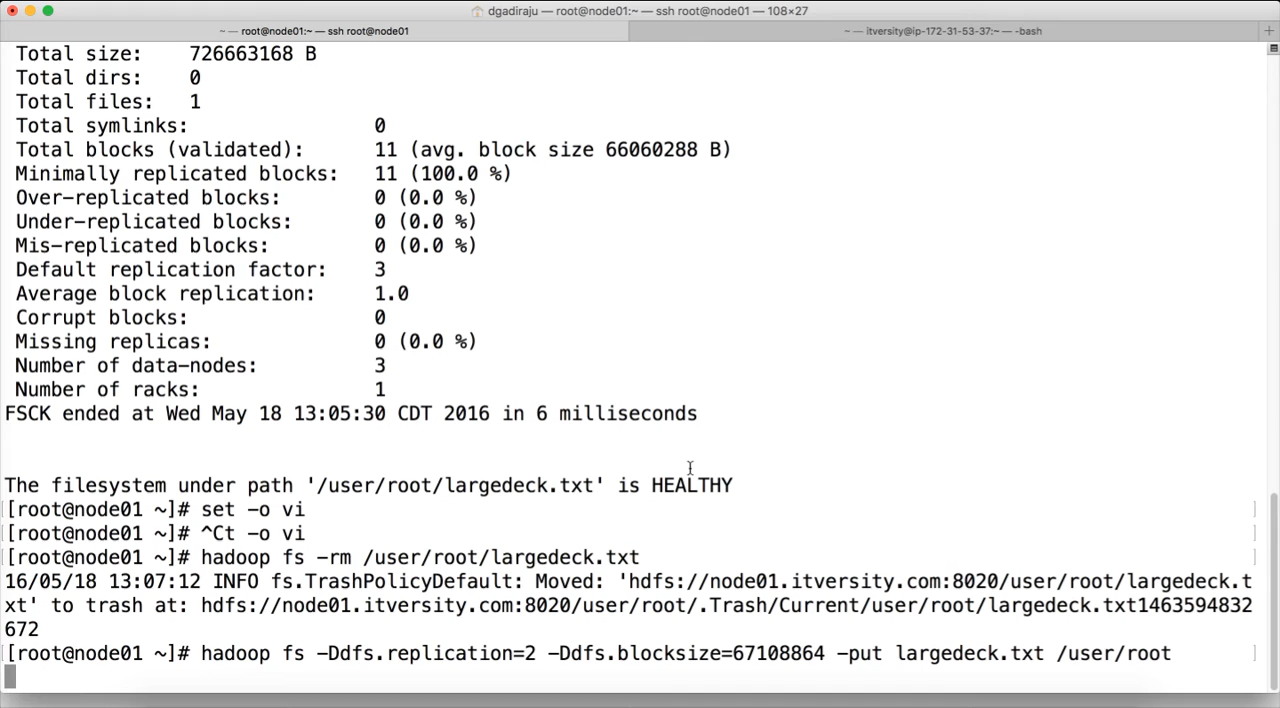 dgadiraju — root@node01:~ — ssh root@node01 — 108×27
~ — root@node01:~ — ssh root@node01
~ — itversity@ip-172-31-53-37:~ — -bash
Total size:    726663168 B
Total dirs:    0
Total files:   1
Total symlinks:                0
Total blocks (validated):      11 (avg. block size 66060288 B)
Minimally replicated blocks:   11 (100.0 %)
Over-replicated blocks:        0 (0.0 %)
Under-replicated blocks:       0 (0.0 %)
Mis-replicated blocks:         0 (0.0 %)
Default replication factor:    3
Average block replication:     1.0
Corrupt blocks:                0
Missing replicas:              0 (0.0 %)
Number of data-nodes:          3
Number of racks:               1
FSCK ended at Wed May 18 13:05:30 CDT 2016 in 6 milliseconds
The filesystem under path '/user/root/largedeck.txt' is HEALTHY
[root@node01 ~]# set -o vi
[root@node01 ~]# ^Ct -o vi
[root@node01 ~]# hadoop fs -rm /user/root/largedeck.txt
16/05/18 13:07:12 INFO fs.TrashPolicyDefault: Moved: 'hdfs://node01.itversity.com:8020/user/root/largedeck.t
xt' to trash at: hdfs://node01.itversity.com:8020/user/root/.Trash/Current/user/root/largedeck.txt1463594832
672
[root@node01 ~]# hadoop fs -Ddfs.replication=2 -Ddfs.blocksize=67108864 -put largedeck.txt /user/root